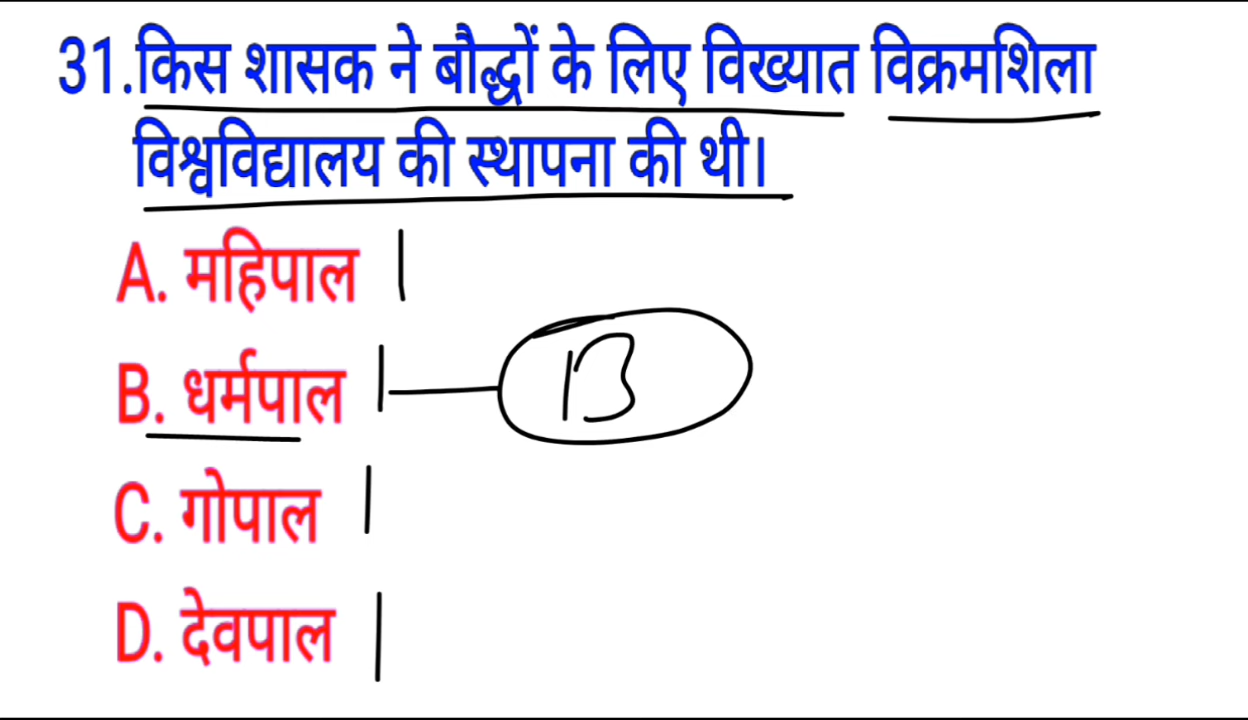 31.किस शासक ने बौद्धों के लिए विख्यात विक्रमशिला
विश्वविद्यालय की स्थापना की थी।
A. महिपाल
B. धर्मपाल
B
C. गोपाल
D. देवपाल